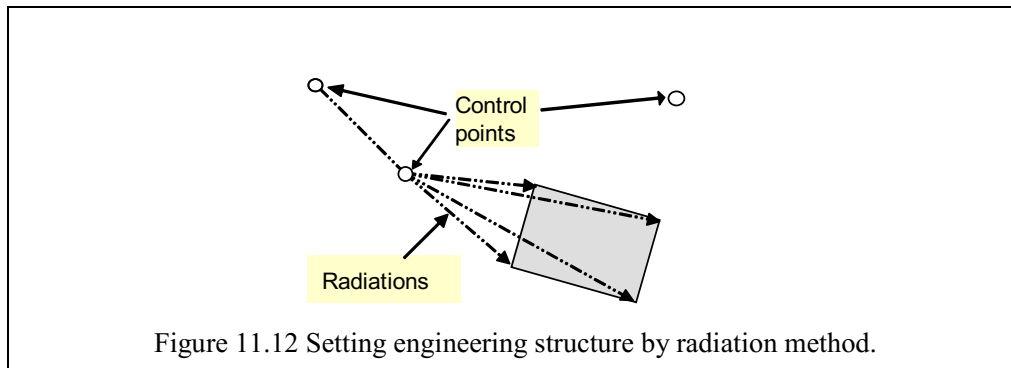 Control
points
Radiations
Figure 11.12 Setting engineering structure by radiation method.